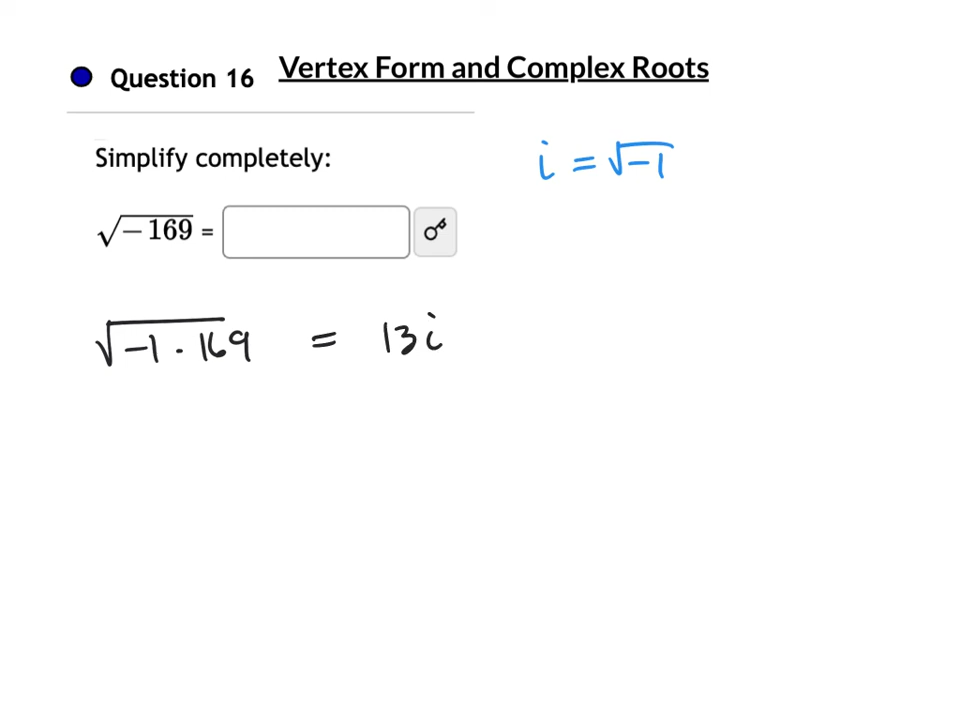 Question 16 Vertex Form and Complex Roots
Simplify completely:
i = √-1
√-169 =
√-1 · 169 = 13i